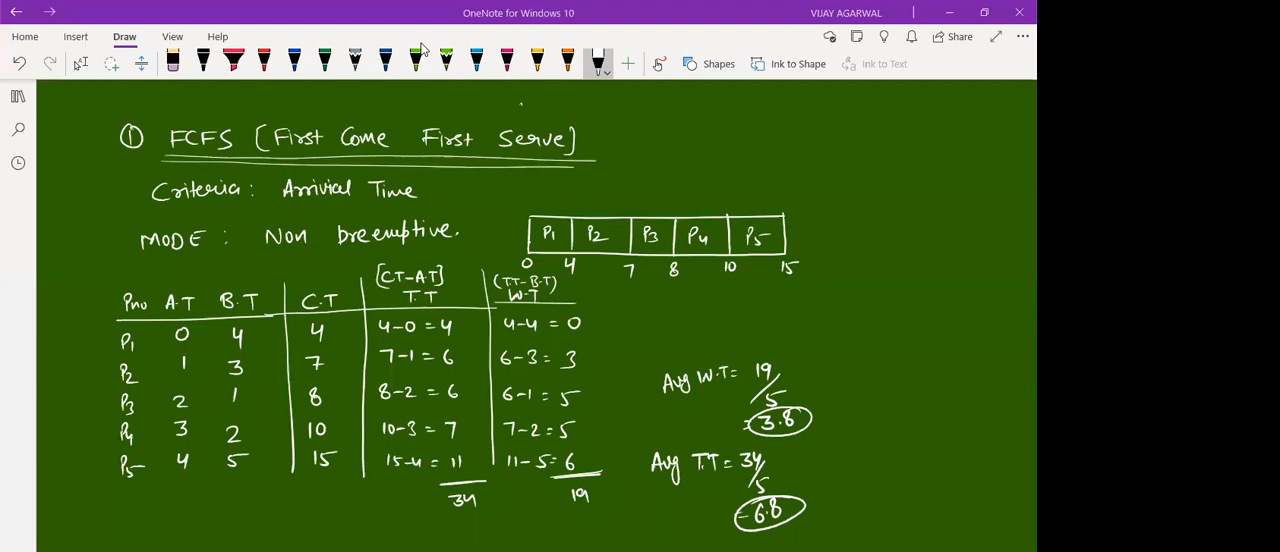 OneNote for Windows 10
VIJAY AGARWAL
Home Insert Draw View Help
Share
Shapes Ink to Shape Ink to Text
① FCFS [First Come First Serve]
Criteria: Arrivial Time
MODE: Non preemptive.
P1 P2 P3 P4 P5
0 4 7 8 10 15
[CT-AT] (T.T-B.T)
Pno A.T B.T C.T T.T W.T
P1 0 4 4 4-0=4 4-4=0
P2 1 3 7 7-1=6 6-3=3
P3 2 1 8 8-2=6 6-1=5
P4 3 2 10 10-3=7 7-2=5
P5 4 5 15 15-4=11 11-5=6
34 19
Avg W.T= 19/5
=3.8
Avg T.T=34/5
=6.8